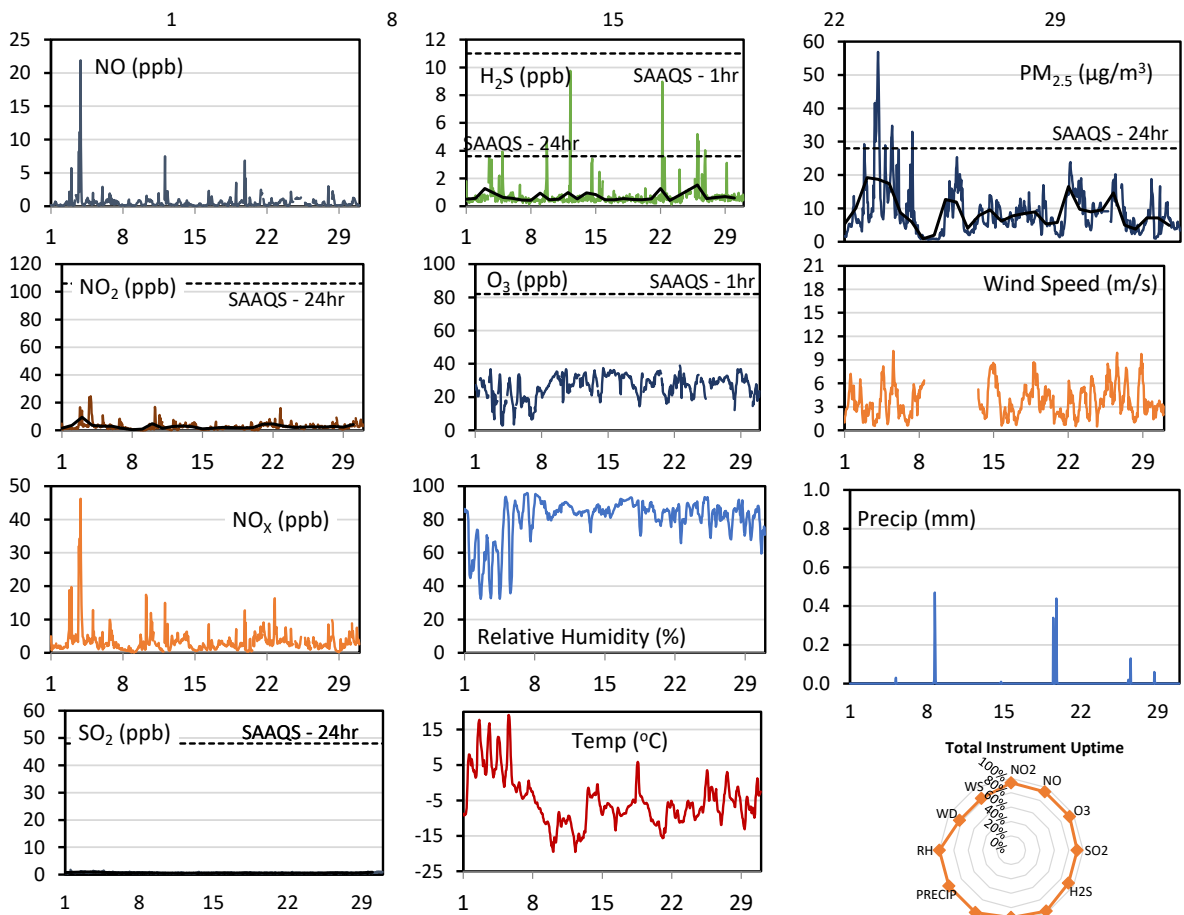 1 8 15 22 29
25
20
15
10
5
0
NO (ppb)
1 8 15 22 29
12
10
8
6
4
2
0
H₂S (ppb)
SAAQS - 1hr
SAAQS - 24hr
1 8 15 22 29
60
50
40
30
20
10
0
PM₂.₅ (µg/m³)
SAAQS - 24hr
120
100
80
60
40
20
0
NO₂ (ppb)
SAAQS - 24hr
1 8 15 22 29
100
80
60
40
20
0
O₃ (ppb)
SAAQS - 1hr
1 8 15 22 29
21
18
15
12
9
6
3
0
Wind Speed (m/s)
1 8 15 22 29
50
40
30
20
10
0
NOX (ppb)
1 8 15 22 29
100
80
60
40
20
0
Relative Humidity (%)
1 8 15 22 29
1.0
0.8
0.6
0.4
0.2
0.0
Precip (mm)
1 8 15 22 29
60
50
40
30
20
10
0
SO₂ (ppb)
SAAQS - 24hr
1 8 15 22 29
15
5
-5
-15
-25
Temp (°C)
1 8 15 22 29
Total Instrument Uptime
100%
80%
60%
40%
20%
0%
NO2
NO
O3
SO2
H2S
PRECIP
RH
WD
WS